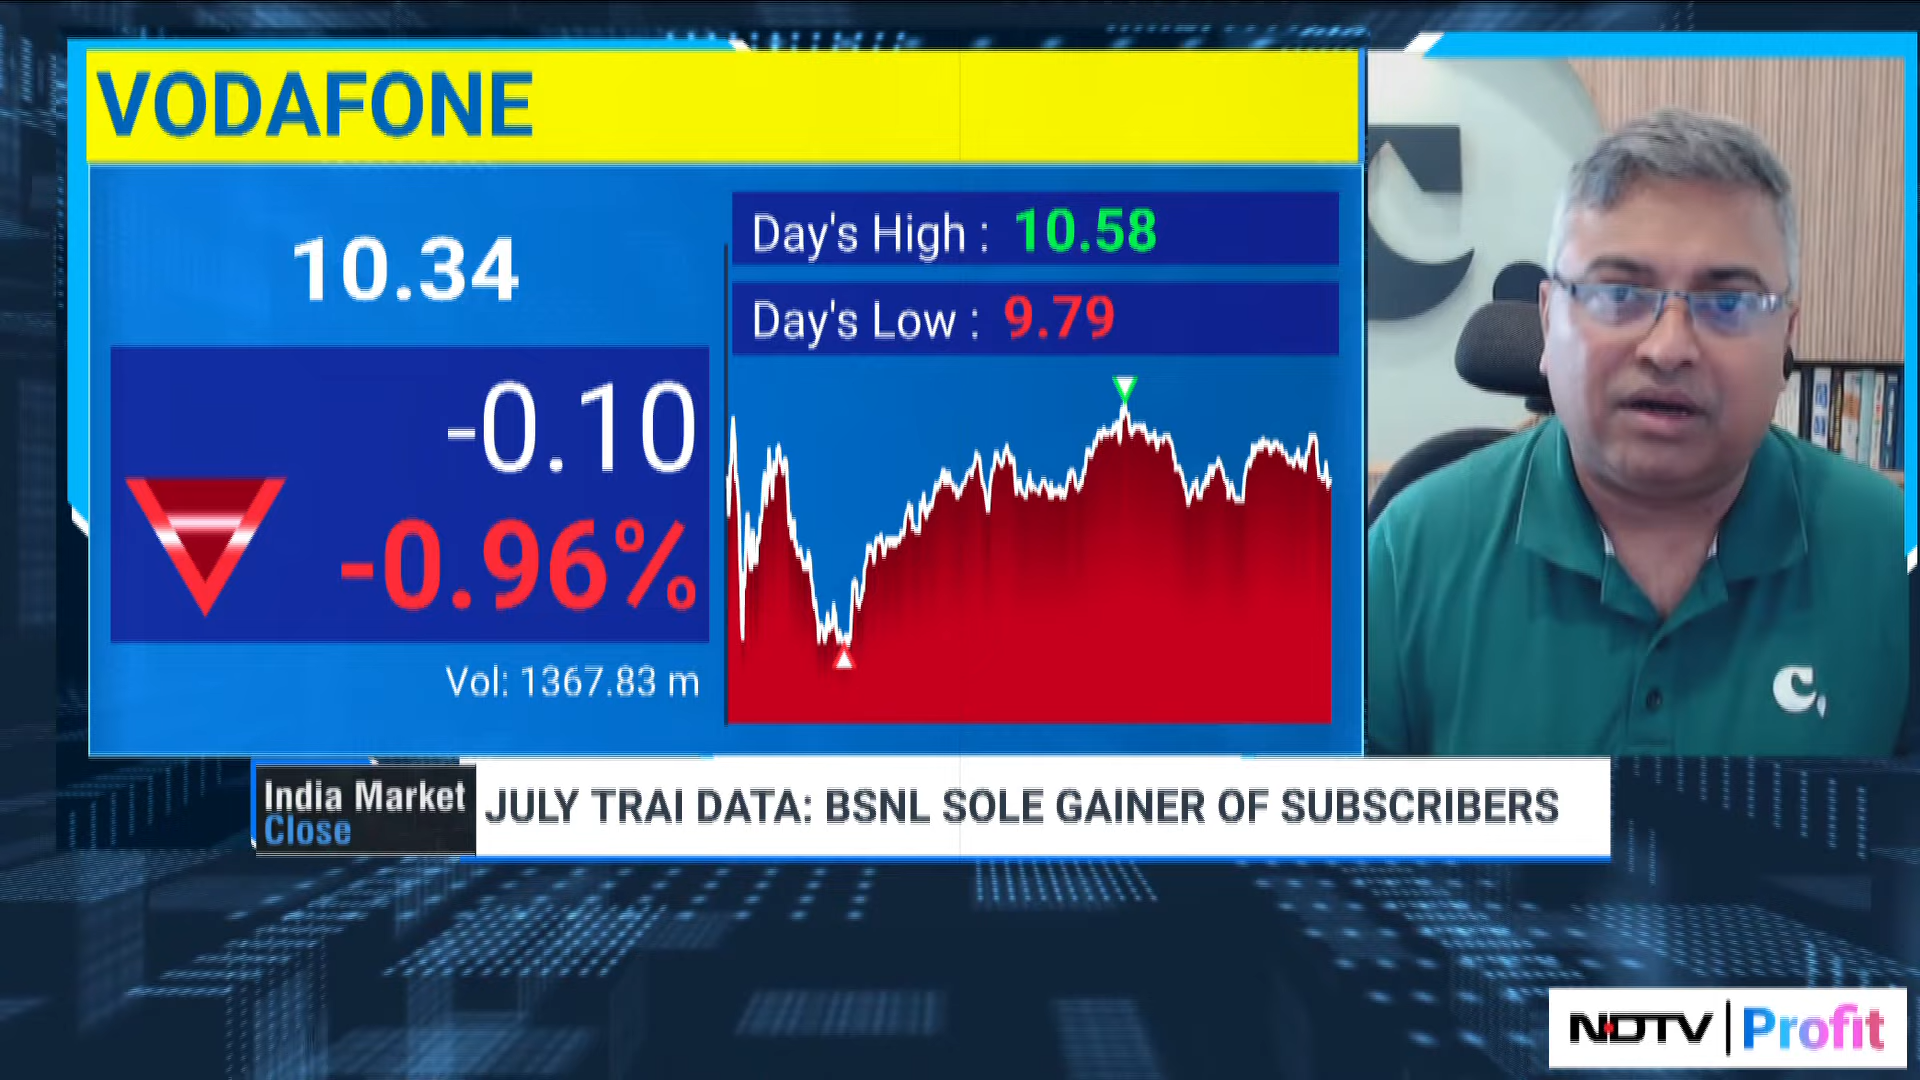 VODAFONE
10.34
-0.10
-0.96%
Vol: 1367.83 m
Day's High : 10.58
Day's Low : 9.79
C.
c,
India Market
Close
JULY TRAI DATA: BSNL SOLE GAINER OF SUBSCRIBERS
NDTV | Profit